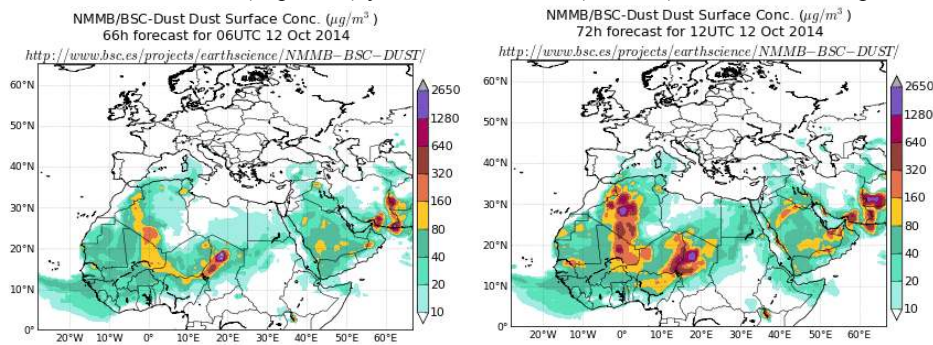 NMMB/BSC-Dust Dust Surface Conc. (μg/m³)
66h forecast for 06UTC 12 Oct 2014
http://www.bsc.es/projects/earthscience/NMMB−BSC−DUST/
60°N
50°N
40°N
30°N
20°N
10°N
0°
20°W 10°W 0° 10°E 20°E 30°E 40°E 50°E 60°E
2650
1280
640
320
160
80
40
20
10
NMMB/BSC-Dust Dust Surface Conc. (μg/m³)
72h forecast for 12UTC 12 Oct 2014
http://www.bsc.es/projects/earthscience/NMMB−BSC−DUST/
60°N
50°N
40°N
30°N
20°N
10°N
0°
20°W 10°W 0° 10°E 20°E 30°E 40°E 50°E 60°E
2650
1280
640
320
160
80
40
20
10